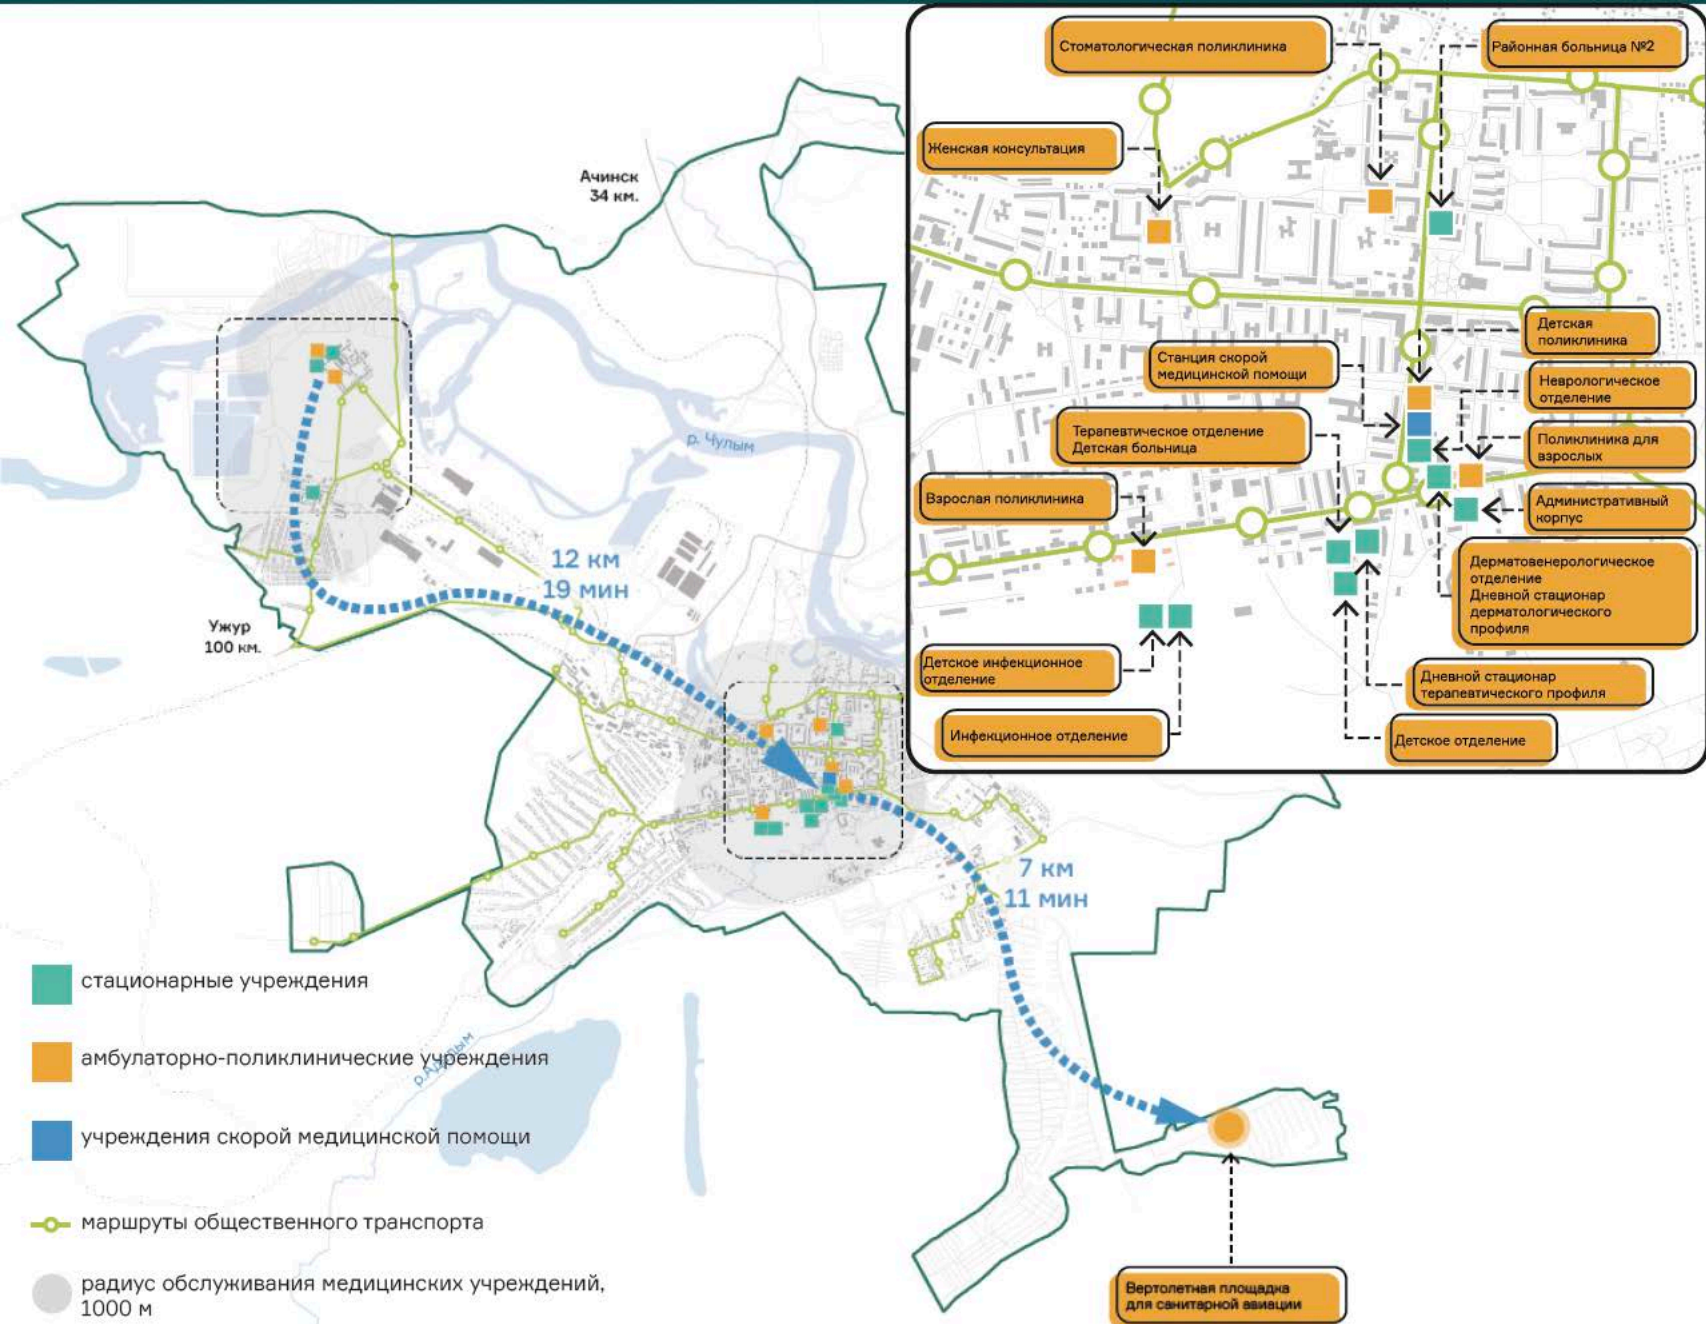 Стоматологическая поликлиника
Районная больница №2
Женская консультация
Ачинск
34 км.
Детская
поликлиника
Станция скорой
медицинской помощи
Неврологическое
отделение
Терапевтическое отделение
Детская больница
Поликлиника для
взрослых
Взрослая поликлиника
Административный
корпус
Дерматовенерологическое
отделение
Дневной стационар
дерматологического
профиля
Детское инфекционное
отделение
Дневной стационар
терапевтического профиля
Инфекционное отделение
Детское отделение
р. Чулым
12 км
19 мин
Ужур
100 км.
7 км
11 мин
стационарные учреждения
амбулаторно-поликлинические учреждения
учреждения скорой медицинской помощи
маршруты общественного транспорта
радиус обслуживания медицинских учреждений,
1000 м
Вертолетная площадка
для санитарной авиации